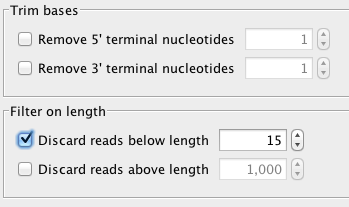 Trim bases
Remove 5' terminal nucleotides 1
Remove 3' terminal nucleotides 1
Filter on length
Discard reads below length 15
Discard reads above length 1,000